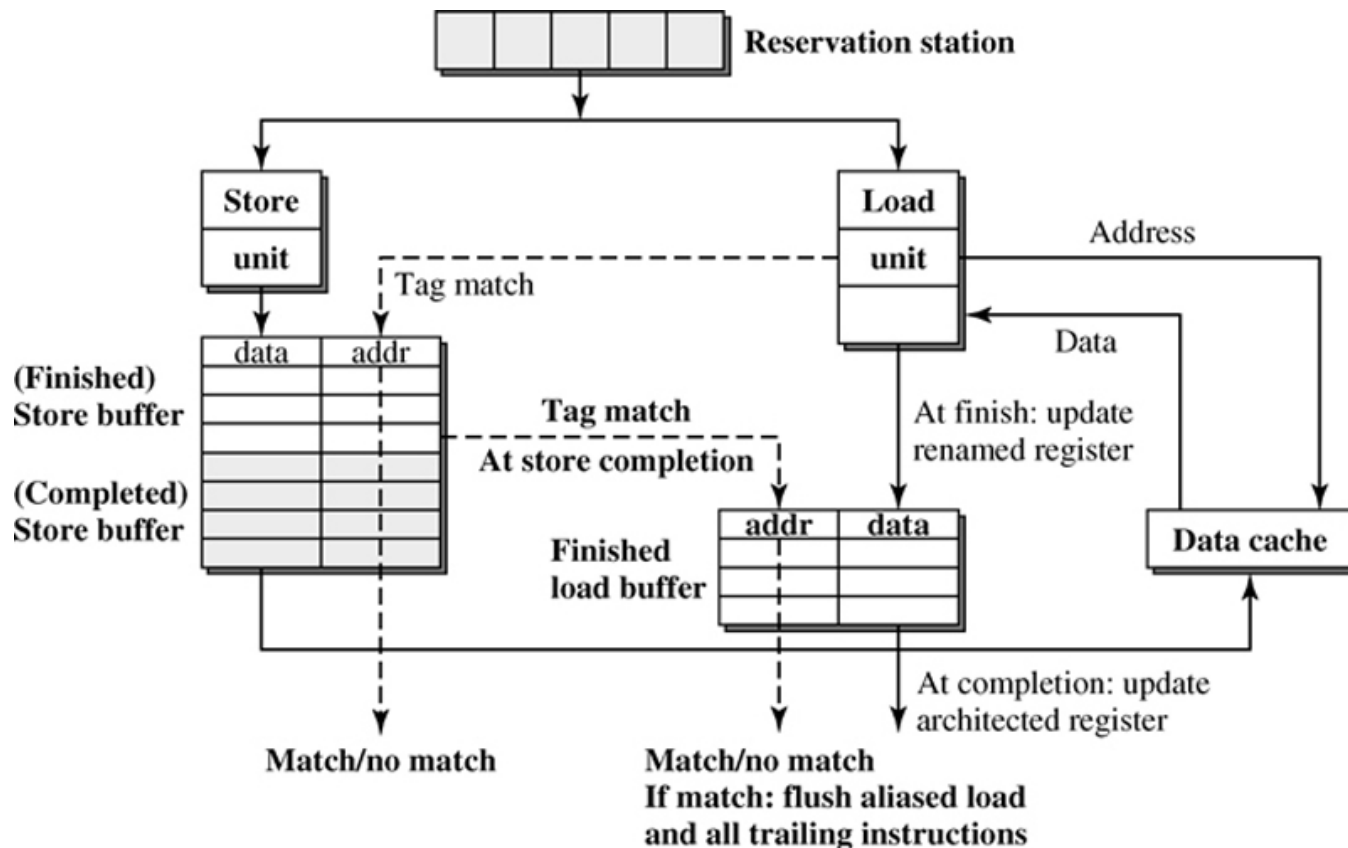 Reservation station
Store
unit
Load
unit
Address
Tag match
Data
data addr
(Finished)
Store buffer
Tag match
At store completion
At finish: update
renamed register
(Completed)
Store buffer
addr data
Finished
load buffer
Data cache
At completion: update
architected register
Match/no match
Match/no match
If match: flush aliased load
and all trailing instructions